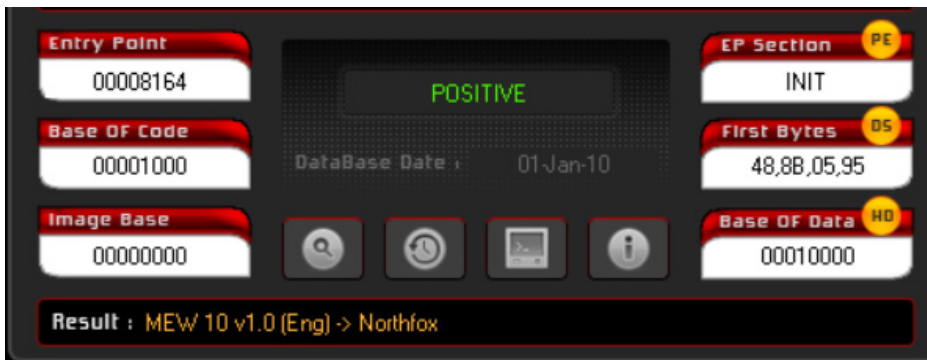 Entry Point
00008164
Base OF Code
00001000
Image Base
00000000
POSITIVE
DataBase Date : 01-Jan-10
EP Section PE
INIT
First Bytes DS
48,8B,05,95
Base OF Data HD
00010000
Result : MEW 10 v1.0 (Eng) -> Northfox